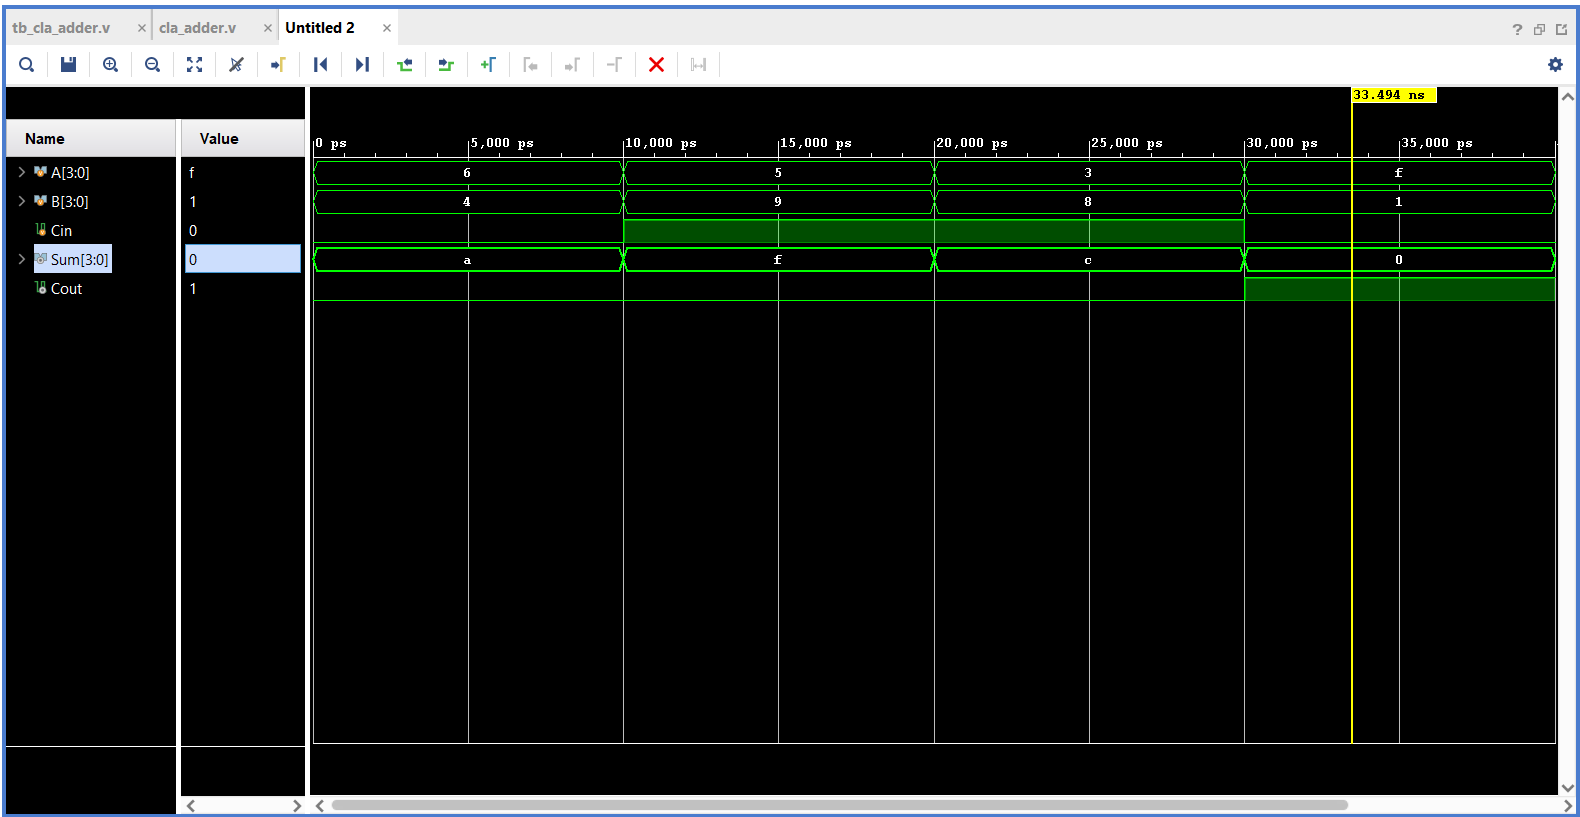 tb_cla_adder.v × cla_adder.v × Untitled 2 ×
?
33.494 ns
Name Value
0 ps 5,000 ps 10,000 ps 15,000 ps 20,000 ps 25,000 ps 30,000 ps 35,000 ps
A[3:0] f 6 5 3 f
B[3:0] 1 4 9 8 1
Cin 0
Sum[3:0] 0 a f c 0
Cout 1